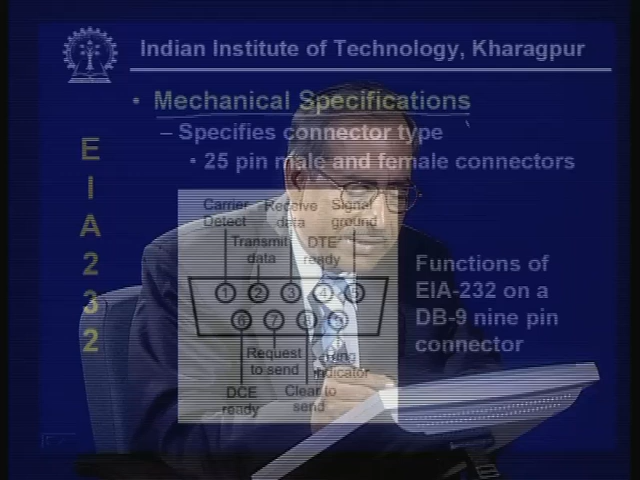 Indian Institute of Technology, Kharagpur
• Mechanical Specifications
– Specifies connector type
• 25 pin male and female connectors
E
I
A
2
3
2
Carrier Detect
Receive data
Signal ground
Transmit data
DTE ready
1 2 3 4 5
6 7 8 9
Request to send
Ring indicator
DCE ready
Clear to send
Functions of
EIA-232 on a
DB-9 nine pin
connector